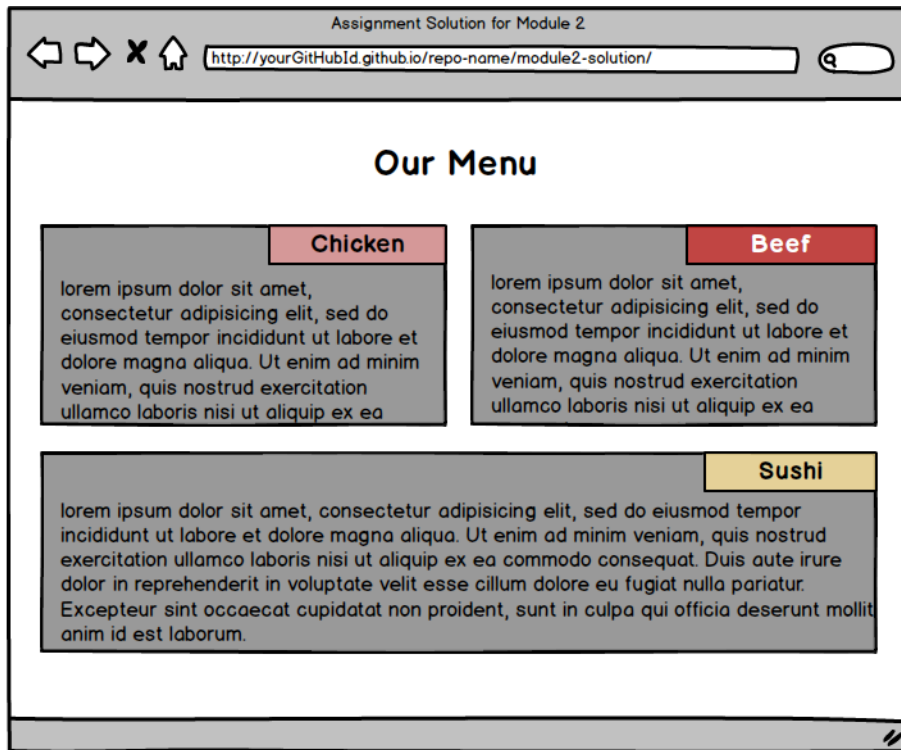 Assignment Solution for Module 2
http://yourGitHubId.github.io/repo-name/module2-solution/
Our Menu
Chicken
lorem ipsum dolor sit amet,
consectetur adipisicing elit, sed do
eiusmod tempor incididunt ut labore et
dolore magna aliqua. Ut enim ad minim
veniam, quis nostrud exercitation
ullamco laboris nisi ut aliquip ex ea
Beef
lorem ipsum dolor sit amet,
consectetur adipisicing elit, sed do
eiusmod tempor incididunt ut labore et
dolore magna aliqua. Ut enim ad minim
veniam, quis nostrud exercitation
ullamco laboris nisi ut aliquip ex ea
Sushi
lorem ipsum dolor sit amet, consectetur adipisicing elit, sed do eiusmod tempor
incididunt ut labore et dolore magna aliqua. Ut enim ad minim veniam, quis nostrud
exercitation ullamco laboris nisi ut aliquip ex ea commodo consequat. Duis aute irure
dolor in reprehenderit in voluptate velit esse cillum dolore eu fugiat nulla pariatur.
Excepteur sint occaecat cupidatat non proident, sunt in culpa qui officia deserunt mollit
anim id est laborum.